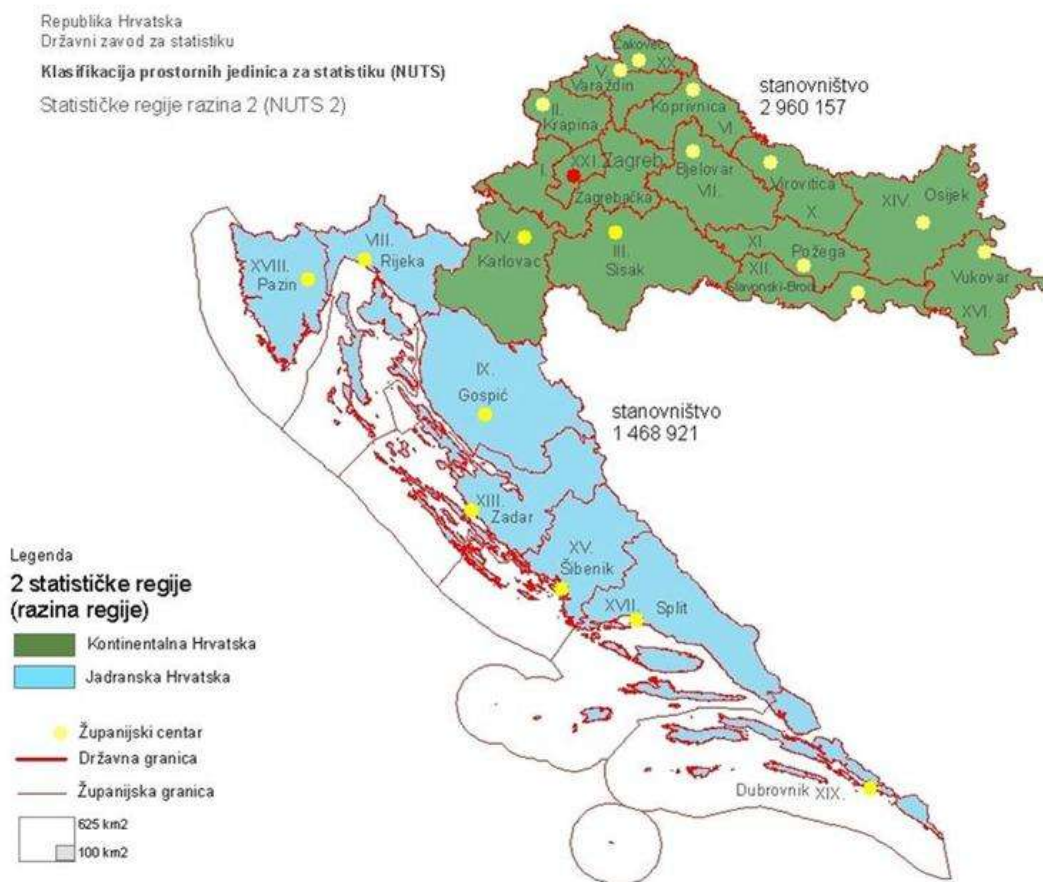 Republika Hrvatska
Državni zavod za statistiku
Klasifikacija prostornih jedinica za statistiku (NUTS)
Statističke regije razina 2 (NUTS 2)
Čakovec
XX.
V.
Varaždin
stanovništvo
2 960 157
II.
Krapina
Koprivnica
VI.
I.
XXI. Zagreb
Bjelovar
Virovitica
Zagrebačka
VII.
X.
XIV.
Osijek
VIII.
Rijeka
IV.
Karlovac
III.
Sisak
XI.
Požega
XII.
Slavonski-Brod
Vukovar
XVI.
XVIII.
Pazin
IX.
Gospić
stanovništvo
1 468 921
XIII.
Zadar
XV.
Šibenik
XVII.
Split
Dubrovnik XIX.
Legenda
2 statističke regije
(razina regije)
Kontinentalna Hrvatska
Jadranska Hrvatska
Županijski centar
Državna granica
Županijska granica
625 km2
100 km2